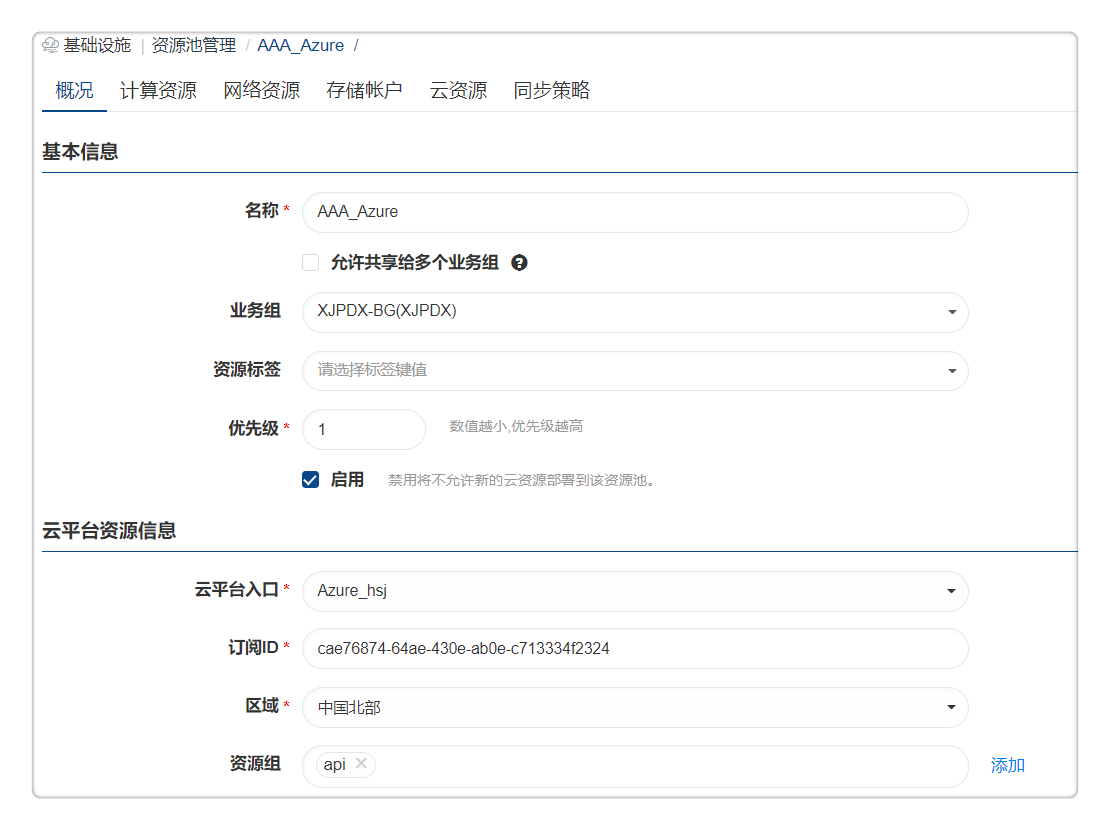 基础设施 | 资源池管理 / AAA_Azure /
概况 计算资源 网络资源 存储帐户 云资源 同步策略
基本信息
名称 * AAA_Azure
允许共享给多个业务组 ?
业务组 XJPDX-BG(XJPDX)
资源标签 请选择标签键值
优先级 * 1 数值越小,优先级越高
启用 禁用将不允许新的云资源部署到该资源池。
云平台资源信息
云平台入口 * Azure_hsj
订阅ID * cae76874-64ae-430e-ab0e-c713334f2324
区域 * 中国北部
资源组 api × 添加